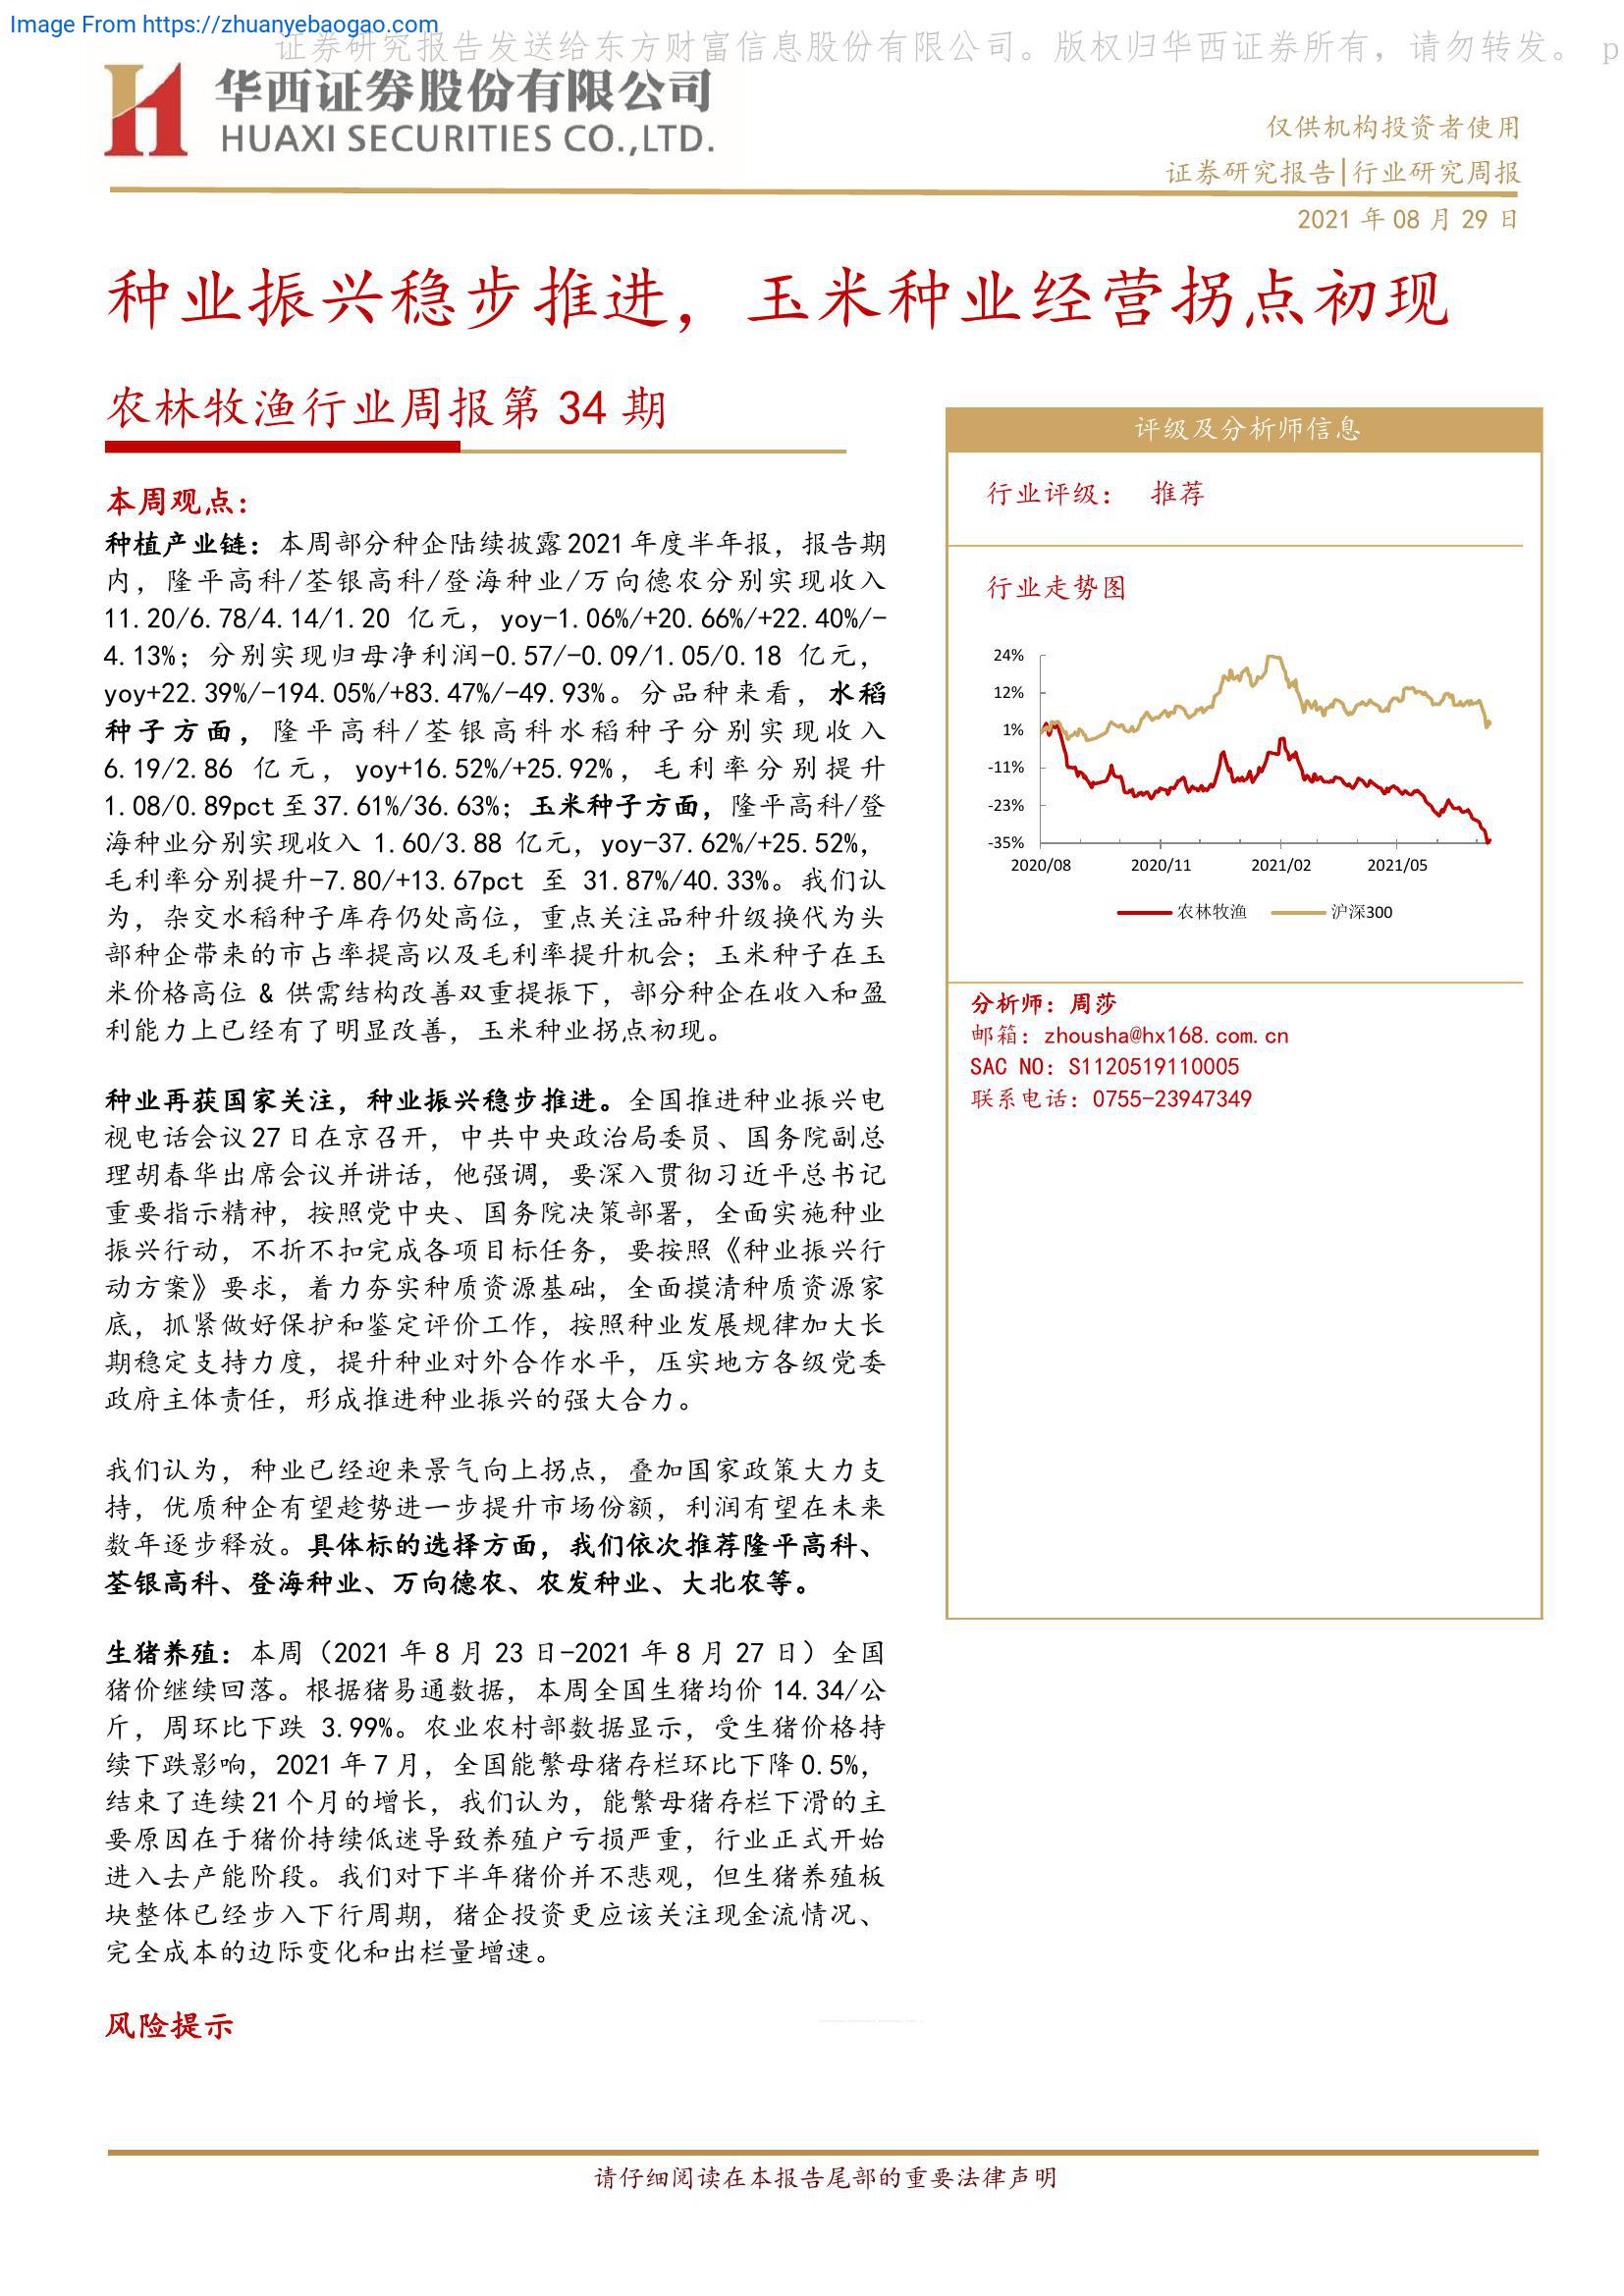 Image From https://zhuanyebaogao.com
证券研究报告发送给东方财富信息股份有限公司。版权归华西证券所有，请勿转发。 p
华西证券股份有限公司
HUAXI SECURITIES CO.,LTD.
仅供机构投资者使用
证券研究报告|行业研究周报
2021 年 08 月 29 日
种业振兴稳步推进，玉米种业经营拐点初现
农林牧渔行业周报第 34 期
本周观点：
种植产业链：本周部分种企陆续披露 2021 年度半年报，报告期
内，隆平高科/荃银高科/登海种业/万向德农分别实现收入
11.20/6.78/4.14/1.20 亿元，yoy-1.06%/+20.66%/+22.40%/-
4.13%；分别实现归母净利润-0.57/-0.09/1.05/0.18 亿元，
yoy+22.39%/-194.05%/+83.47%/-49.93%。分品种来看，水稻
种子方面，隆平高科/荃银高科水稻种子分别实现收入
6.19/2.86 亿元，yoy+16.52%/+25.92%，毛利率分别提升
1.08/0.89pct 至 37.61%/36.63%；玉米种子方面，隆平高科/登
海种业分别实现收入 1.60/3.88 亿元，yoy-37.62%/+25.52%，
毛利率分别提升-7.80/+13.67pct 至 31.87%/40.33%。我们认
为，杂交水稻种子库存仍处高位，重点关注品种升级换代为头
部种企带来的市占率提高以及毛利率提升机会；玉米种子在玉
米价格高位 & 供需结构改善双重提振下，部分种企在收入和盈
利能力上已经有了明显改善，玉米种业拐点初现。
种业再获国家关注，种业振兴稳步推进。全国推进种业振兴电
视电话会议 27 日在京召开，中共中央政治局委员、国务院副总
理胡春华出席会议并讲话，他强调，要深入贯彻习近平总书记
重要指示精神，按照党中央、国务院决策部署，全面实施种业
振兴行动，不折不扣完成各项目标任务，要按照《种业振兴行
动方案》要求，着力夯实种质资源基础，全面摸清种质资源家
底，抓紧做好保护和鉴定评价工作，按照种业发展规律加大长
期稳定支持力度，提升种业对外合作水平，压实地方各级党委
政府主体责任，形成推进种业振兴的强大合力。
我们认为，种业已经迎来景气向上拐点，叠加国家政策大力支
持，优质种企有望趁势进一步提升市场份额，利润有望在未来
数年逐步释放。具体标的选择方面，我们依次推荐隆平高科、
荃银高科、登海种业、万向德农、农发种业、大北农等。
生猪养殖：本周（2021 年 8 月 23 日-2021 年 8 月 27 日）全国
猪价继续回落。根据猪易通数据，本周全国生猪均价 14.34/公
斤，周环比下跌 3.99%。农业农村部数据显示，受生猪价格持
续下跌影响，2021 年 7 月，全国能繁母猪存栏环比下降 0.5%，
结束了连续 21 个月的增长，我们认为，能繁母猪存栏下滑的主
要原因在于猪价持续低迷导致养殖户亏损严重，行业正式开始
进入去产能阶段。我们对下半年猪价并不悲观，但生猪养殖板
块整体已经步入下行周期，猪企投资更应该关注现金流情况、
完全成本的边际变化和出栏量增速。
风险提示
评级及分析师信息
行业评级： 推荐
行业走势图
24%
12%
1%
-11%
-23%
-35%
2020/08 2020/11 2021/02 2021/05
农林牧渔 沪深300
分析师：周莎
邮箱：zhousha@hx168.com.cn
SAC NO：S1120519110005
联系电话：0755-23947349
请仔细阅读在本报告尾部的重要法律声明